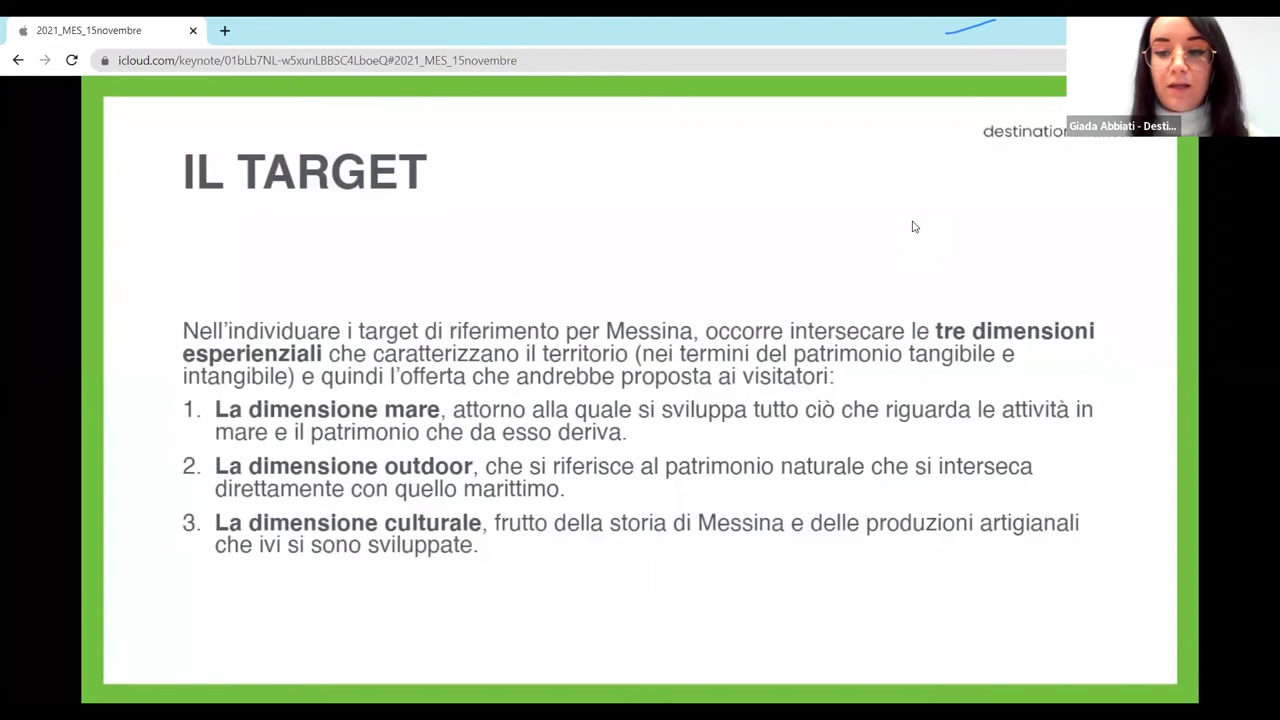 2021_MES_15novembre
icloud.com/keynote/01bLb7NL-w5xunLBBSC4LboeQ#2021_MES_15novembre
Giada Abbiati - Desti...
destination
IL TARGET
Nell'individuare i target di riferimento per Messina, occorre intersecare le tre dimensioni
esperienziali che caratterizzano il territorio (nei termini del patrimonio tangibile e
intangibile) e quindi l'offerta che andrebbe proposta ai visitatori:
1. La dimensione mare, attorno alla quale si sviluppa tutto ciò che riguarda le attività in
mare e il patrimonio che da esso deriva.
2. La dimensione outdoor, che si riferisce al patrimonio naturale che si interseca
direttamente con quello marittimo.
3. La dimensione culturale, frutto della storia di Messina e delle produzioni artigianali
che ivi si sono sviluppate.